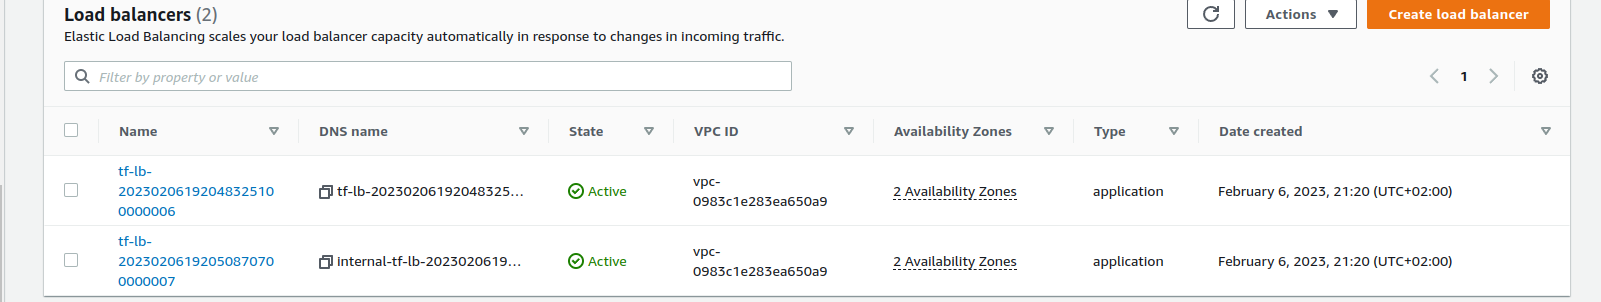 Load balancers (2)
Actions
Create load balancer
Elastic Load Balancing scales your load balancer capacity automatically in response to changes in incoming traffic.
Filter by property or value
1
Name
DNS name
State
VPC ID
Availability Zones
Type
Date created
tf-lb-
2023020619204832510
0000006
tf-lb-20230206192048325...
Active
vpc-
0983c1e283ea650a9
2 Availability Zones
application
February 6, 2023, 21:20 (UTC+02:00)
tf-lb-
2023020619205087070
0000007
internal-tf-lb-2023020619...
Active
vpc-
0983c1e283ea650a9
2 Availability Zones
application
February 6, 2023, 21:20 (UTC+02:00)